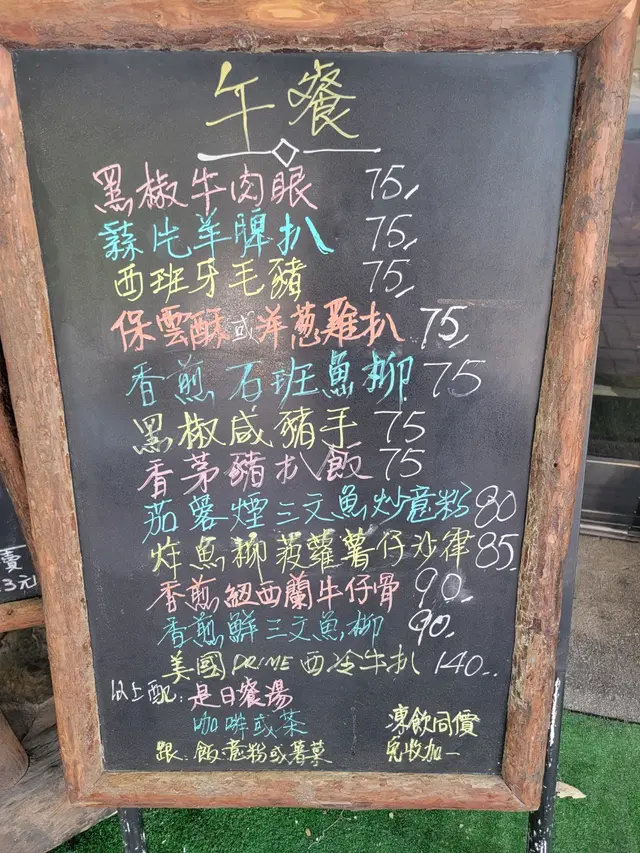 午餐
黑椒牛肉眼 75,
蒜片羊脾扒 75,
西班牙毛豬 75,
保雲酥或洋葱雞扒 75,
香煎石班魚柳 75
黑椒咸豬手 75
香茅豬扒飯 75
茄蓉煙三文魚炒意粉 80
炸魚柳菠蘿薯仔沙律 85.
香煎紐西蘭牛仔骨 90.
香煎鮮三文魚柳 90.
美國PRIME西冷牛扒 140..
以上配:是日餐湯
咖啡或茶
跟:飯.意粉或薯蓉
凍飲同價
免收加一
賣
3元